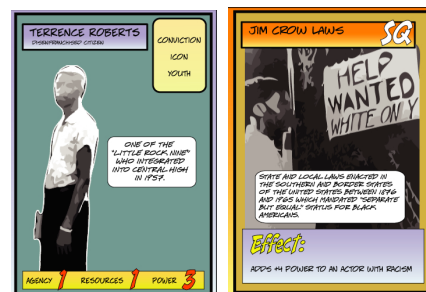 TERRENCE ROBERTS
DISENFRANCHISED CITIZEN
CONVICTION
ICON
YOUTH
ONE OF THE
"LITTLE ROCK NINE"
WHO INTEGRATED
INTO CENTRAL HIGH
IN 1957.
AGENCY 1 RESOURCES 1 POWER 3
JIM CROW LAWS
SQ
HELP
WANTED
WHITE ONLY
STATE AND LOCAL LAWS ENACTED IN
THE SOUTHERN AND BORDER STATES
OF THE UNITED STATES BETWEEN 1876
AND 1965 WHICH MANDATED "SEPARATE
BUT EQUAL" STATUS FOR BLACK
AMERICANS.
Effect:
ADDS +4 POWER TO AN ACTOR WITH RACISM